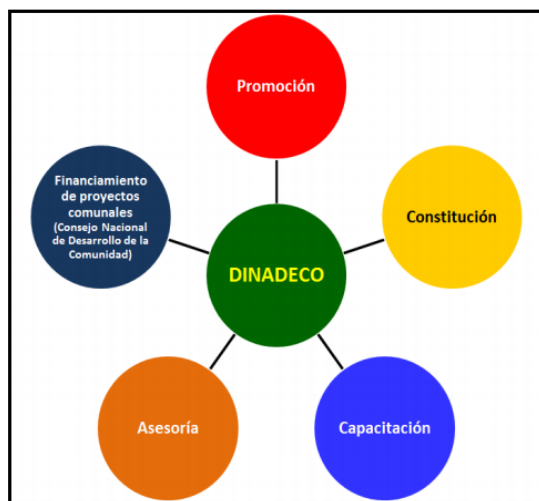 Promoción
Financiamiento
de proyectos
comunales
(Consejo Nacional
de Desarrollo de la
Comunidad)
Constitución
DINADECO
Asesoría
Capacitación